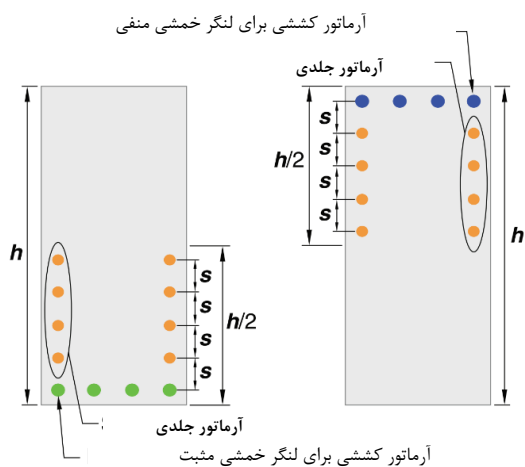 آرماتور کششی برای لنگر خمشی منفی
آرماتور جلدی
h
s
s
s
s
h/2
h
s
s
s
s
h/2
آرماتور جلدی
آرماتور کششی برای لنگر خمشی مثبت